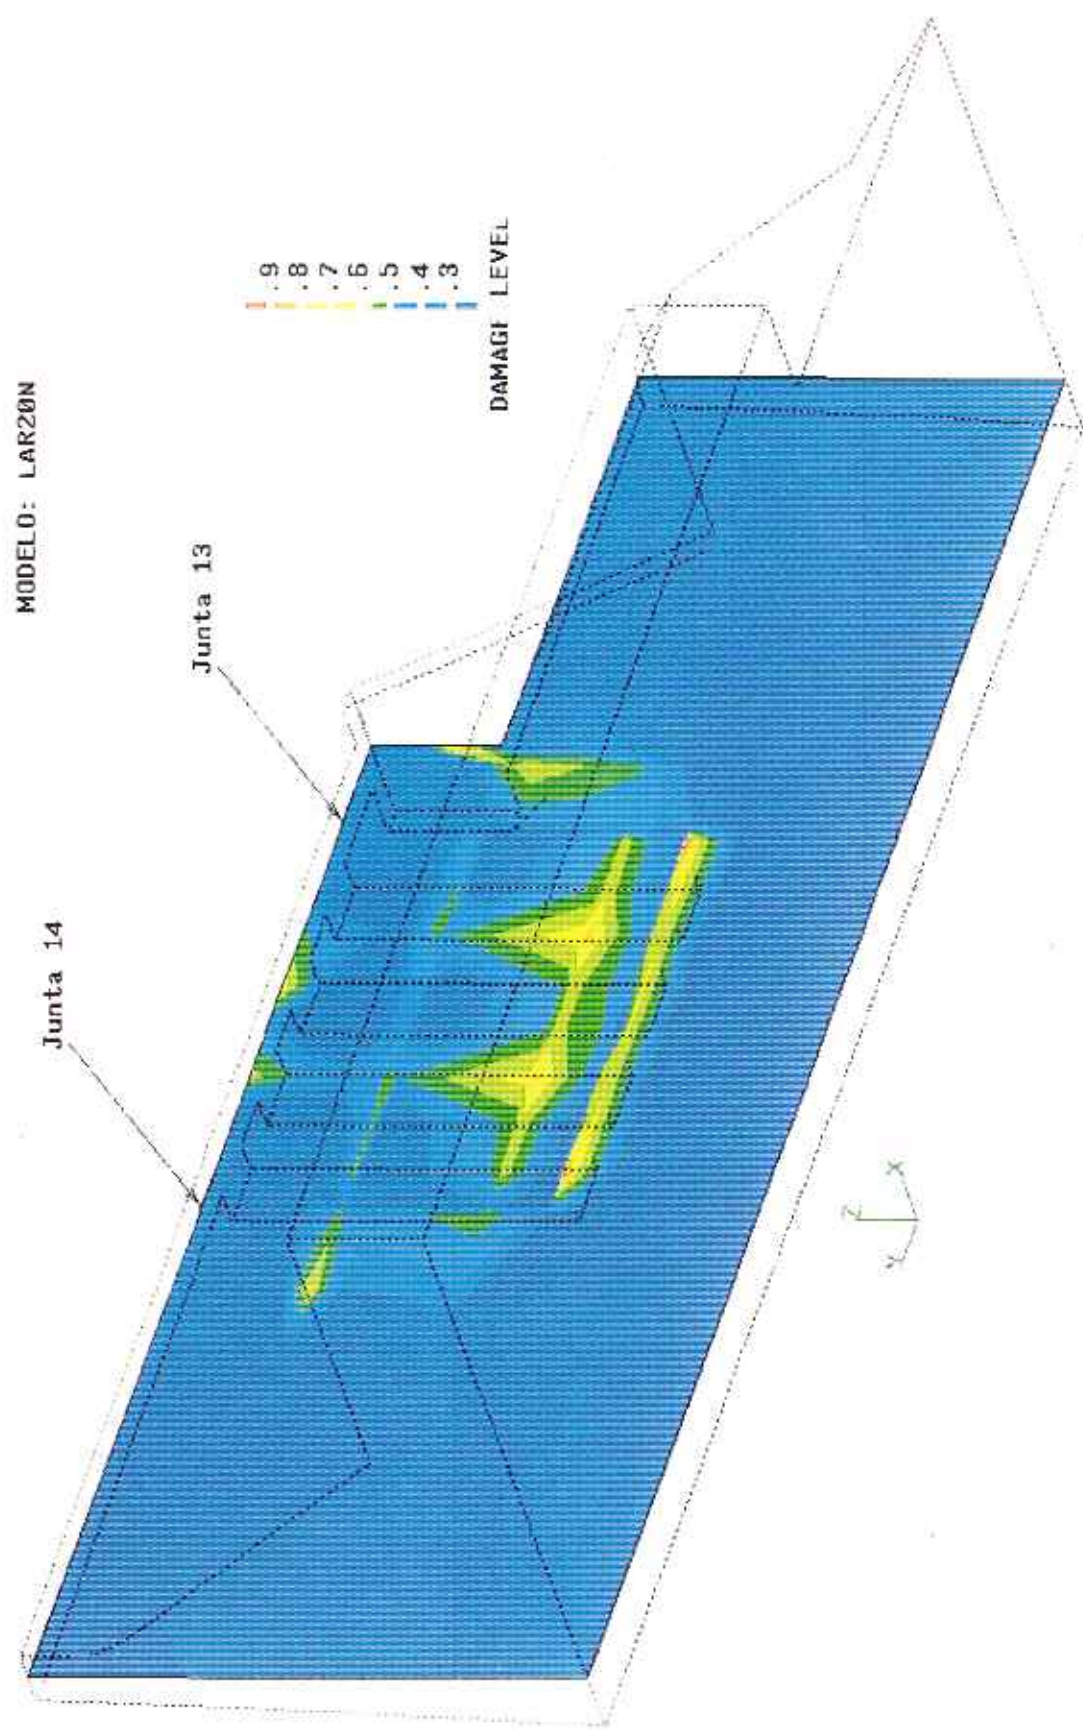 MODELO: LAR20N
Junta 13
Junta 14
.9
.8
.7
.6
.5
.4
.3
DAMAGE LEVEL
Z
X
Y